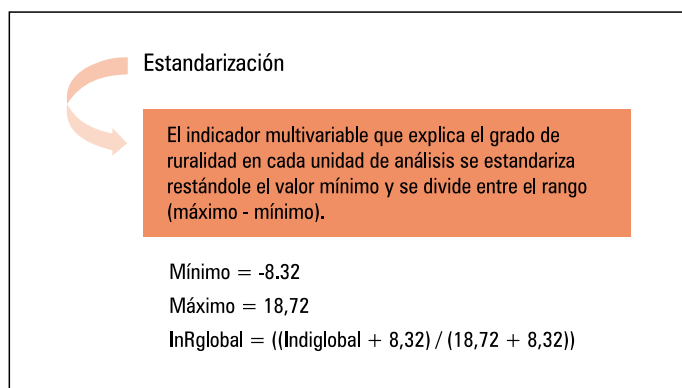 Estandarización
El indicador multivariable que explica el grado de
ruralidad en cada unidad de análisis se estandariza
restándole el valor mínimo y se divide entre el rango
(máximo - mínimo).
Mínimo = -8.32
Máximo = 18,72
InRglobal = ((Indiglobal + 8,32) / (18,72 + 8,32))